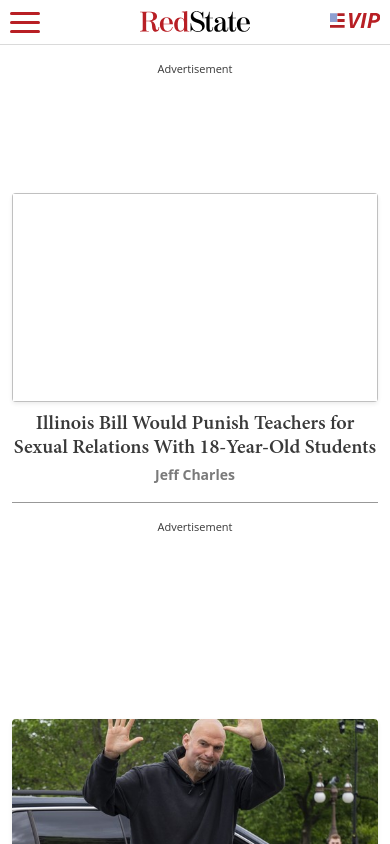 RedState
VIP
Advertisement
Illinois Bill Would Punish Teachers for
Sexual Relations With 18-Year-Old Students
Jeff Charles
Advertisement